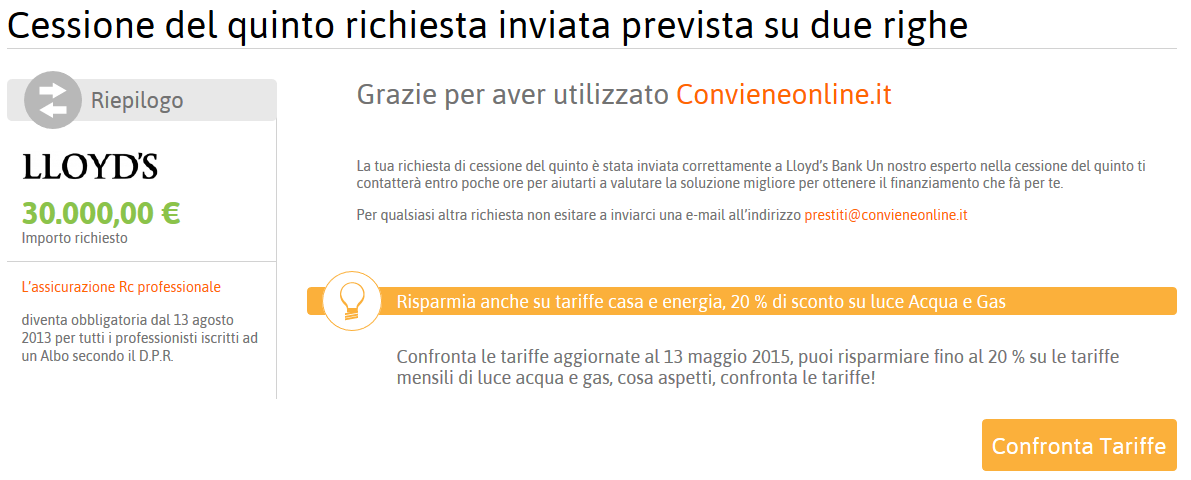 Cessione del quinto richiesta inviata prevista su due righe
Riepilogo
LLOYD'S
30.000,00 €
Importo richiesto
L'assicurazione Rc professionale
diventa obbligatoria dal 13 agosto
2013 per tutti i professionisti iscritti ad
un Albo secondo il D.P.R.
Grazie per aver utilizzato Convieneonline.it
La tua richiesta di cessione del quinto è stata inviata correttamente a Lloyd's Bank Un nostro esperto nella cessione del quinto ti
contatterà entro poche ore per aiutarti a valutare la soluzione migliore per ottenere il finanziamento che fà per te.
Per qualsiasi altra richiesta non esitare a inviarci una e-mail all'indirizzo prestiti@convieneonline.it
Risparmia anche su tariffe casa e energia, 20 % di sconto su luce Acqua e Gas
Confronta le tariffe aggiornate al 13 maggio 2015, puoi risparmiare fino al 20 % su le tariffe
mensili di luce acqua e gas, cosa aspetti, confronta le tariffe!
Confronta Tariffe